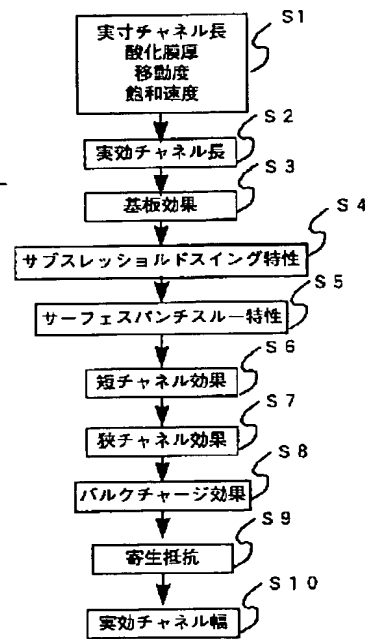 S1
実寸チャネル長
酸化膜厚
移動度
飽和速度
S2
実効チャネル長
S3
基板効果
S4
サブスレッショルドスイング特性
S5
サーフェスパンチスルー特性
S6
短チャネル効果
S7
狭チャネル効果
S8
バルクチャージ効果
S9
寄生抵抗
S10
実効チャネル幅